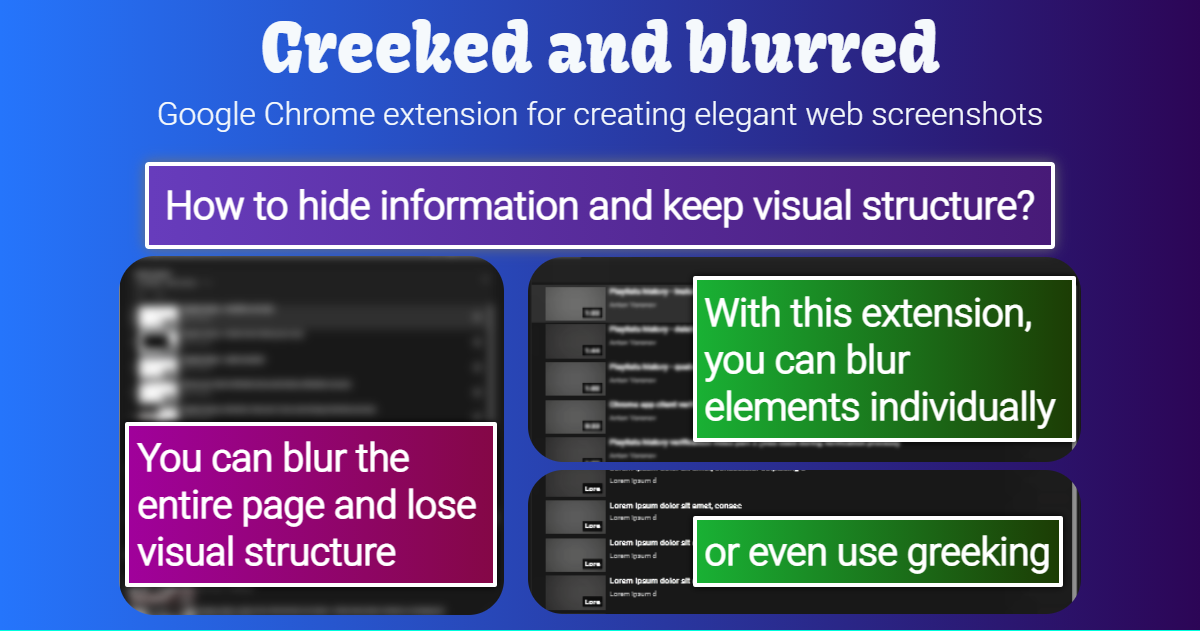 Greeked and blurred
Google Chrome extension for creating elegant web screenshots
How to hide information and keep visual structure?
You can blur the
entire page and lose
visual structure
With this extension,
you can blur
elements individually
Lorem ipsum d
Lore
Lorem ipsum dolor sit amet, consec
Lorem ipsum d
Lore
Lorem ipsum dolor sit
Lorem ipsum d
Lore
Lorem ipsum dolor sit
Lorem ipsum d
Lore
or even use greeking